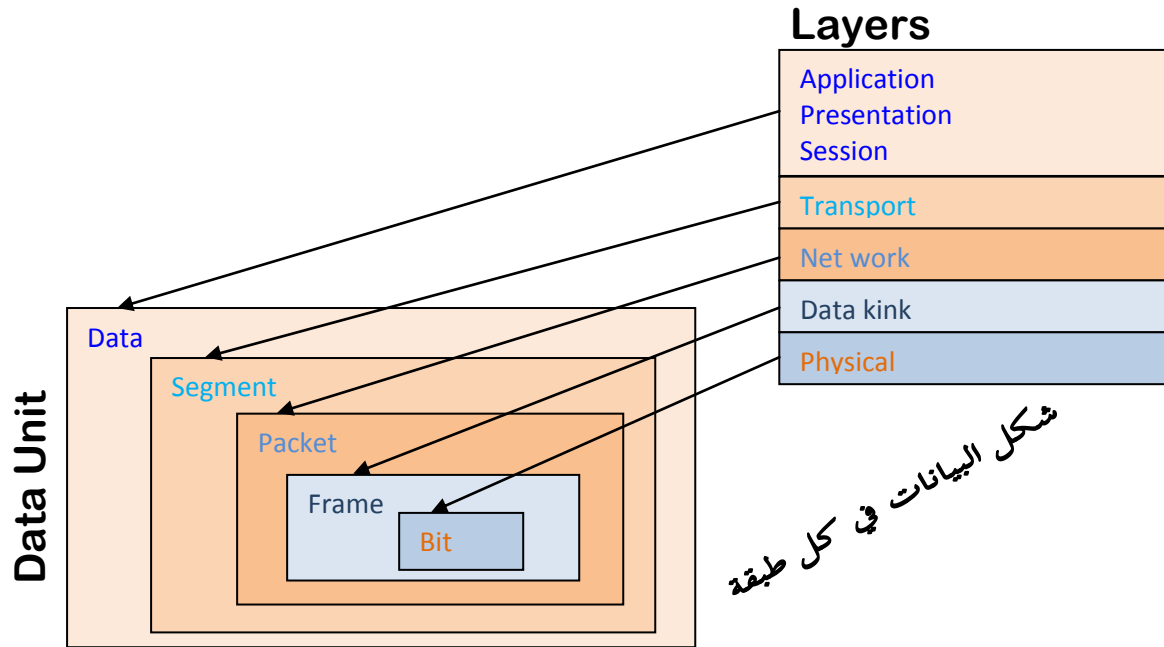 Layers
Application
Presentation
Session
Transport
Net work
Data kink
Physical
Data Unit
Data
Segment
Packet
Frame
Bit
شكل البيانات في كل طبقة